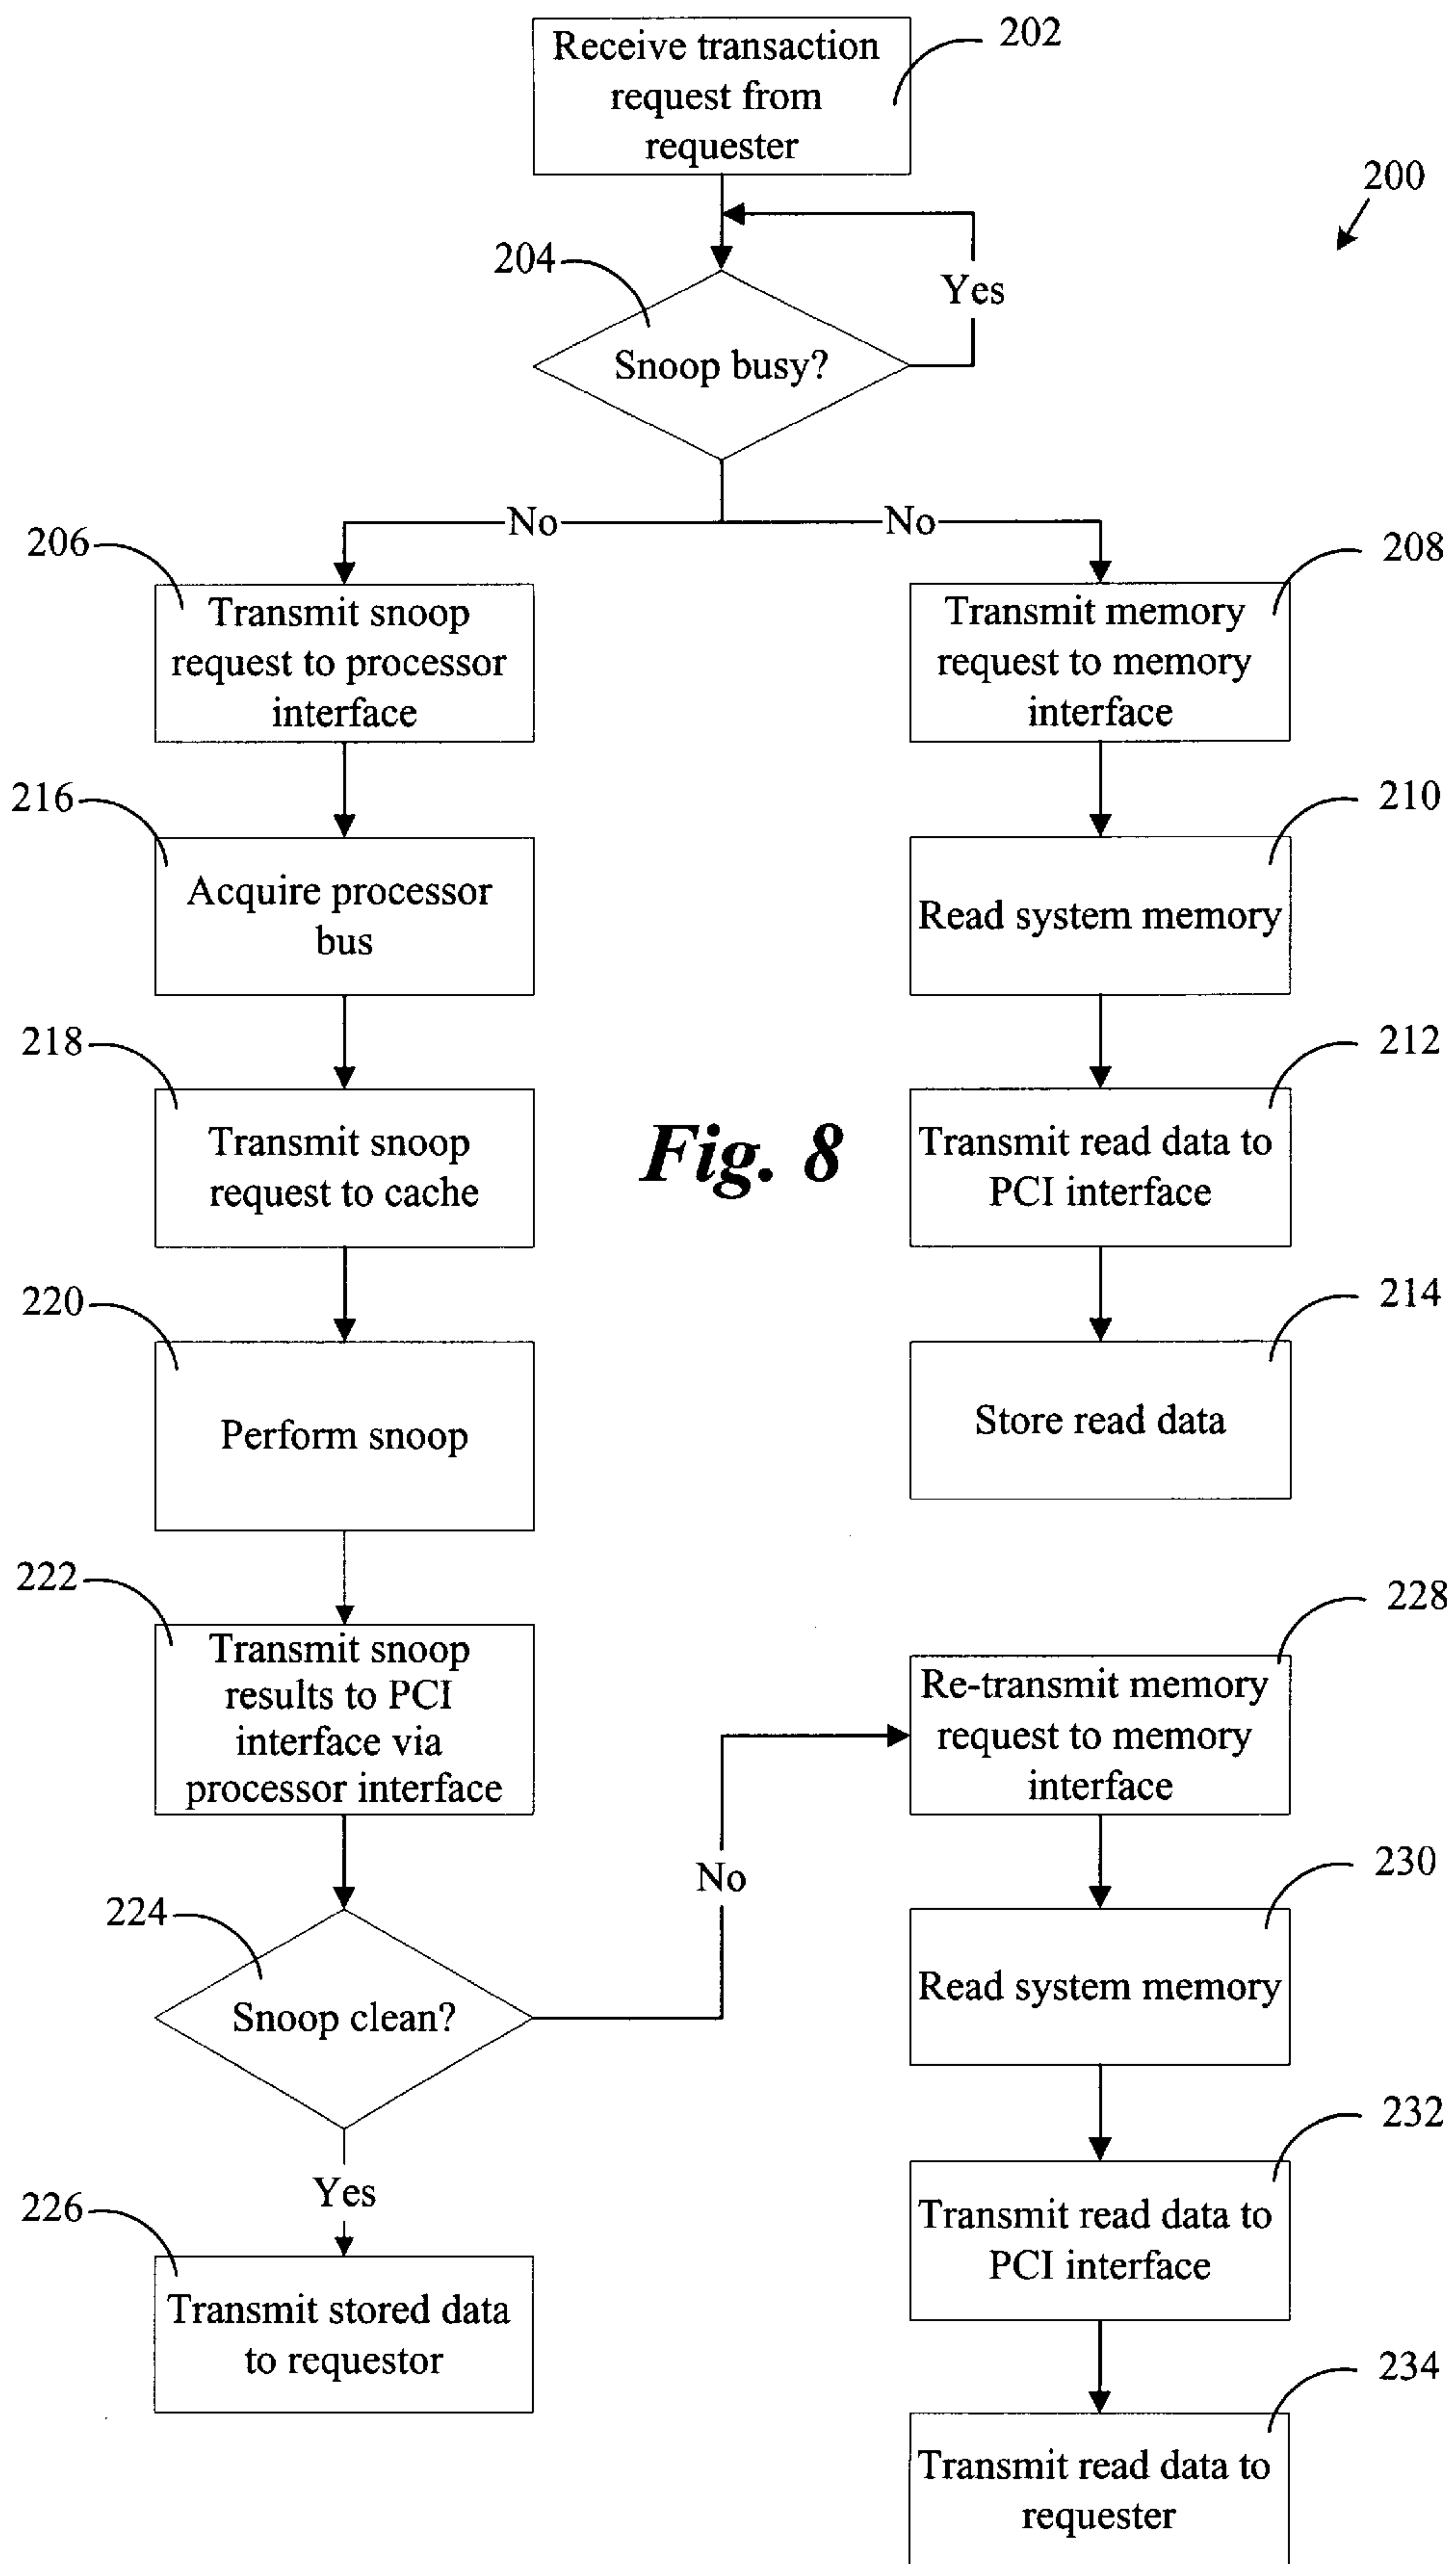 Receive transaction
request from
requester
202
200
204
Snoop busy?
Yes
No
No
206
Transmit snoop
request to processor
interface
208
Transmit memory
request to memory
interface
216
Acquire processor
bus
210
Read system memory
218
Transmit snoop
request to cache
Fig. 8
212
Transmit read data to
PCI interface
220
Perform snoop
214
Store read data
222
Transmit snoop
results to PCI
interface via
processor interface
228
Re-transmit memory
request to memory
interface
No
224
Snoop clean?
230
Read system memory
Yes
232
Transmit read data to
PCI interface
226
Transmit stored data
to requestor
234
Transmit read data to
requester